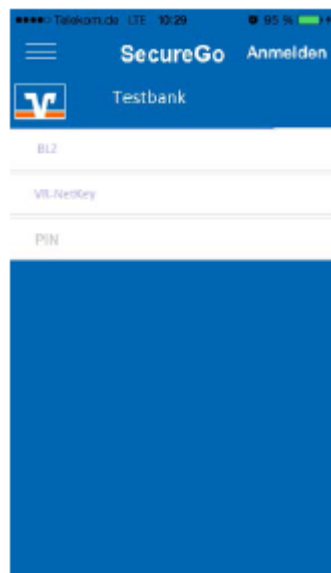 Telekom.de LTE 10:29 95 %
SecureGo Anmelden
Testbank
BLZ
VR-NetKey
PIN